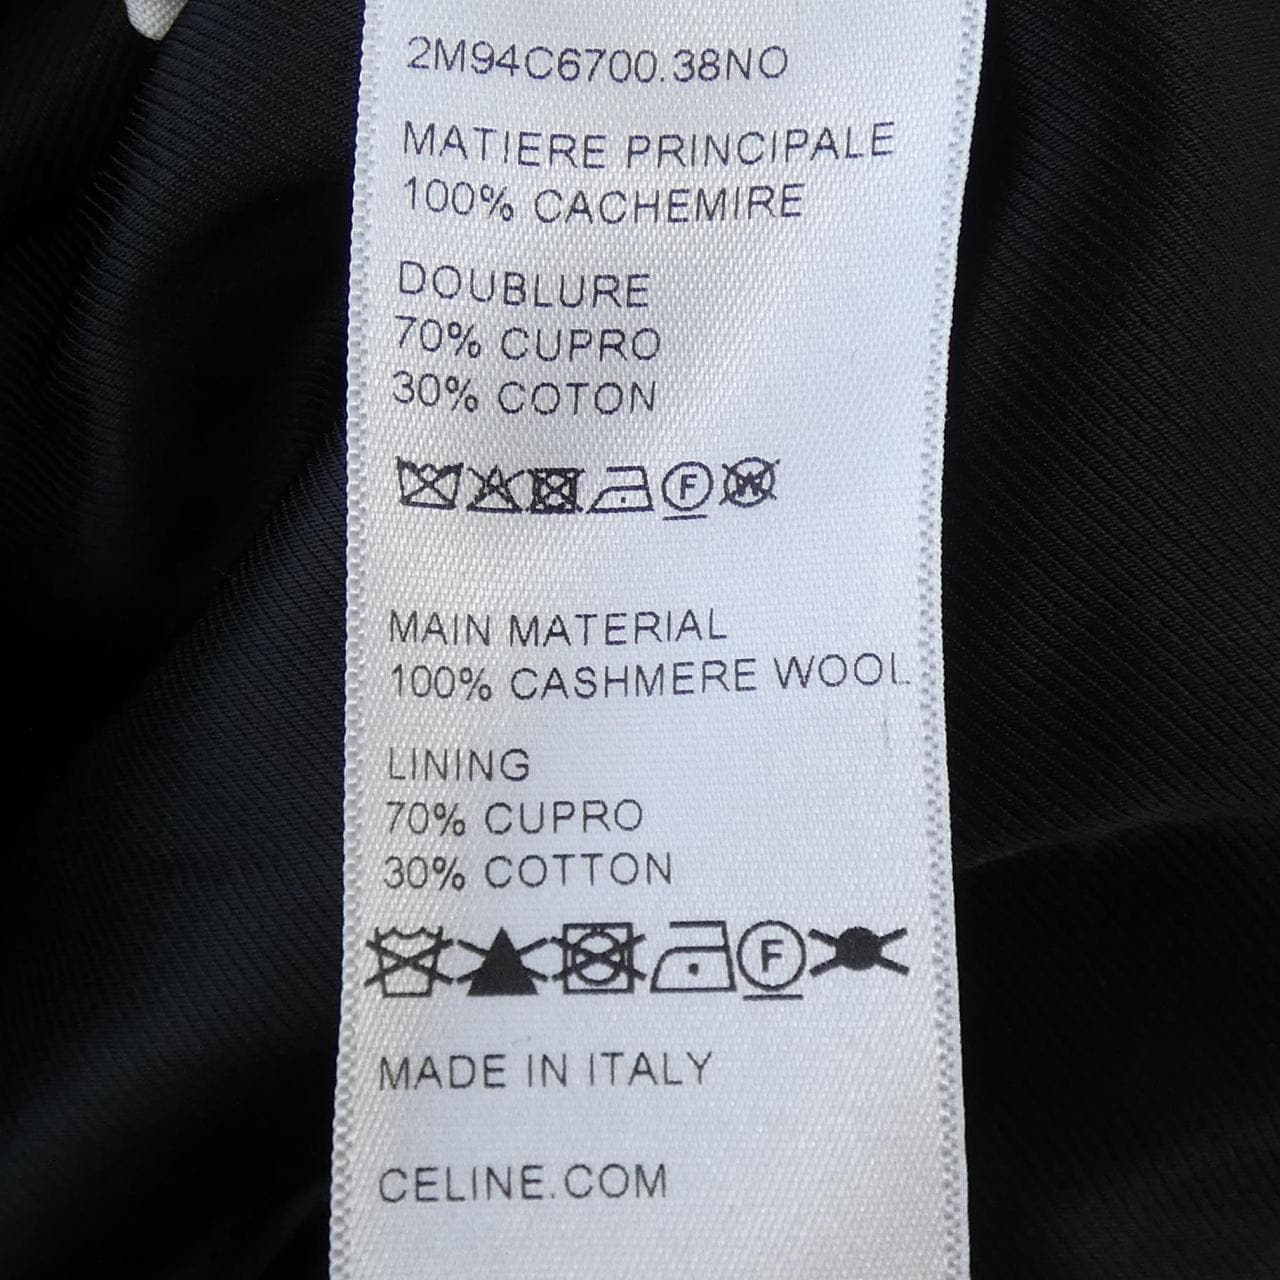 2M94C6700.38NO
MATIERE PRINCIPALE
100% CACHEMIRE
DOUBLURE
70% CUPRO
30% COTON
F W
MAIN MATERIAL
100% CASHMERE WOOL
LINING
70% CUPRO
30% COTTON
F
MADE IN ITALY
CELINE.COM